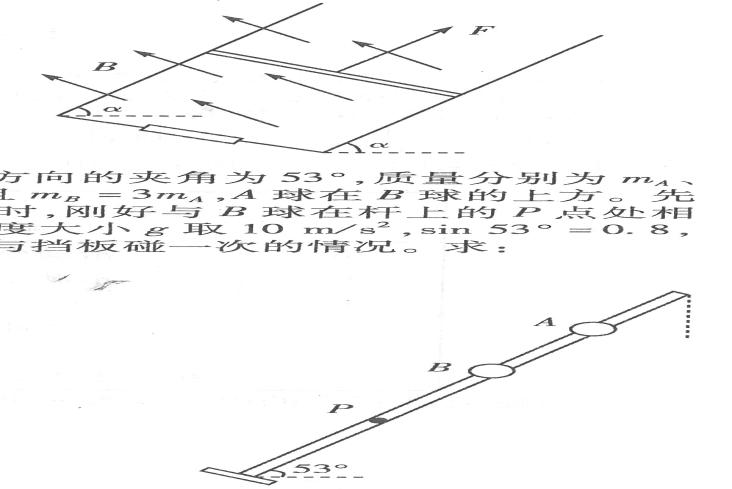 F
B
α
α
方向的夹角为 53°,质量分别为 mA、
且 mB = 3mA ,A 球在 B 球的上方。先
时,刚好与 B 球在杆上的 P 点处相
度大小 g 取 10 m/s² ,sin 53° = 0. 8,
与挡板碰一次的情况。求:
A
B
P
53°